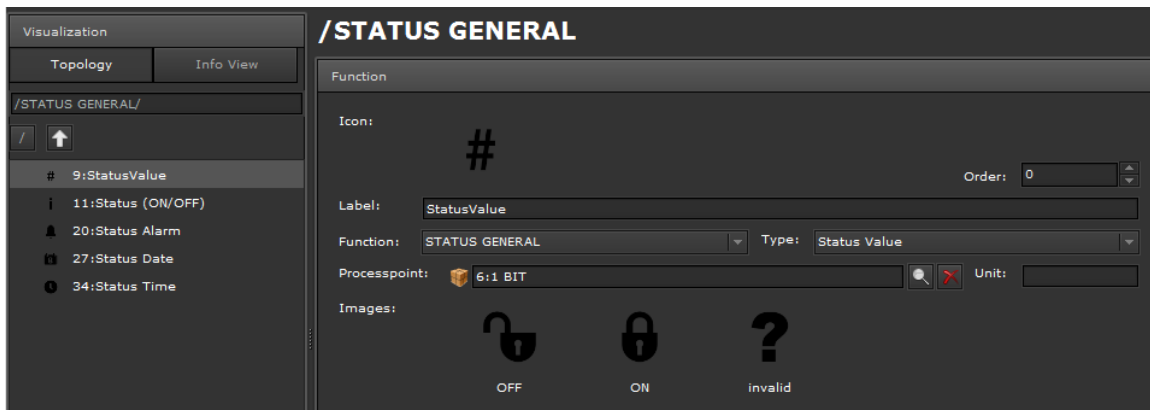 Visualization
Topology
Info View
/STATUS GENERAL/
/
# 9:StatusValue
11:Status (ON/OFF)
20:Status Alarm
27:Status Date
34:Status Time
/STATUS GENERAL
Function
Icon:
#
Order: 0
Label: StatusValue
Function: STATUS GENERAL Type: Status Value
Processpoint: 6:1 BIT Unit:
Images:
?
OFF ON invalid